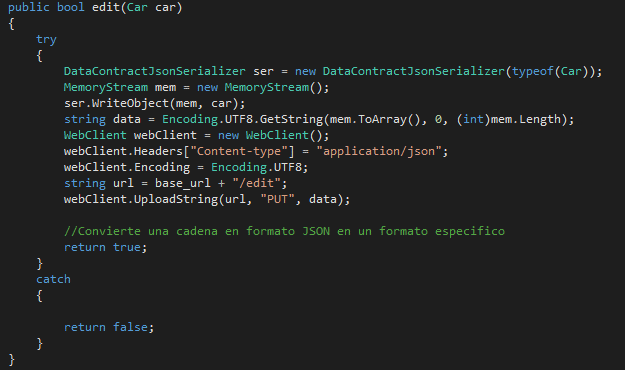 public bool edit(Car car)
{
try
{
DataContractJsonSerializer ser = new DataContractJsonSerializer(typeof(Car));
MemoryStream mem = new MemoryStream();
ser.WriteObject(mem, car);
string data = Encoding.UTF8.GetString(mem.ToArray(), 0, (int)mem.Length);
WebClient webClient = new WebClient();
webClient.Headers["Content-type"] = "application/json";
webClient.Encoding = Encoding.UTF8;
string url = base_url + "/edit";
webClient.UploadString(url, "PUT", data);
//Convierte una cadena en formato JSON en un formato especifico
return true;
}
catch
{
return false;
}
}